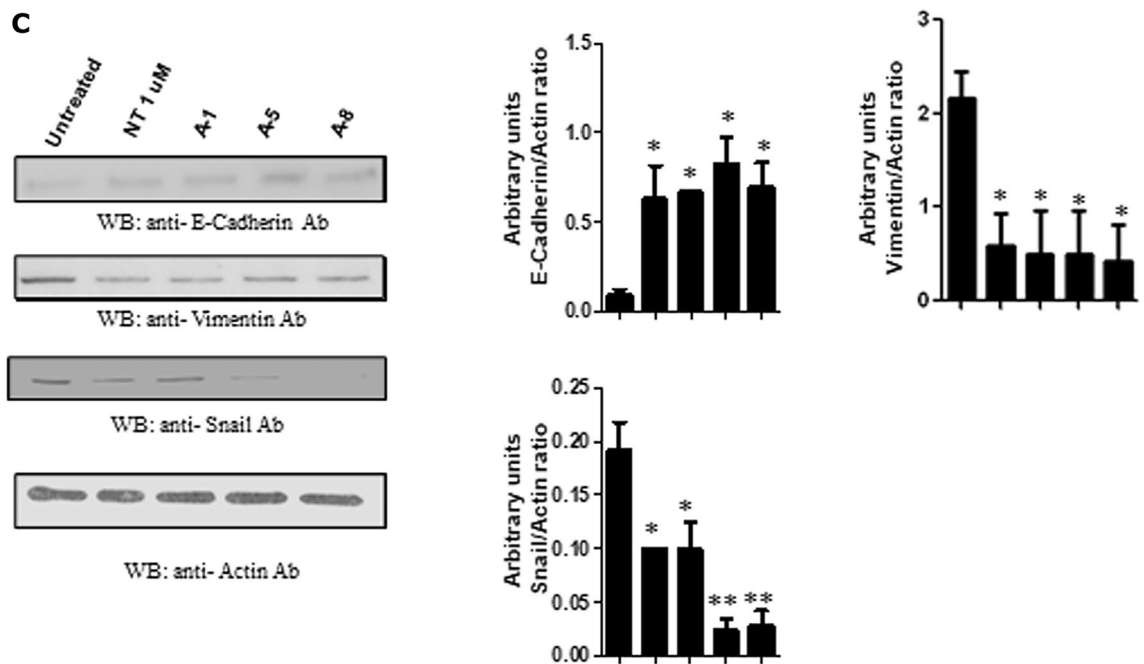 C
Untreated
NT 1 uM
A-1
A-5
A-8
WB: anti- E-Cadherin Ab
WB: anti- Vimentin Ab
WB: anti- Snail Ab
WB: anti- Actin Ab
Arbitrary units
E-Cadherin/Actin ratio
1.5
1.0
0.5
0.0
*
*
*
*
Arbitrary units
Vimentin/Actin ratio
3
2
1
0
*
*
*
*
Arbitrary units
Snail/Actin ratio
0.25
0.20
0.15
0.10
0.05
0.00
*
*
**
**